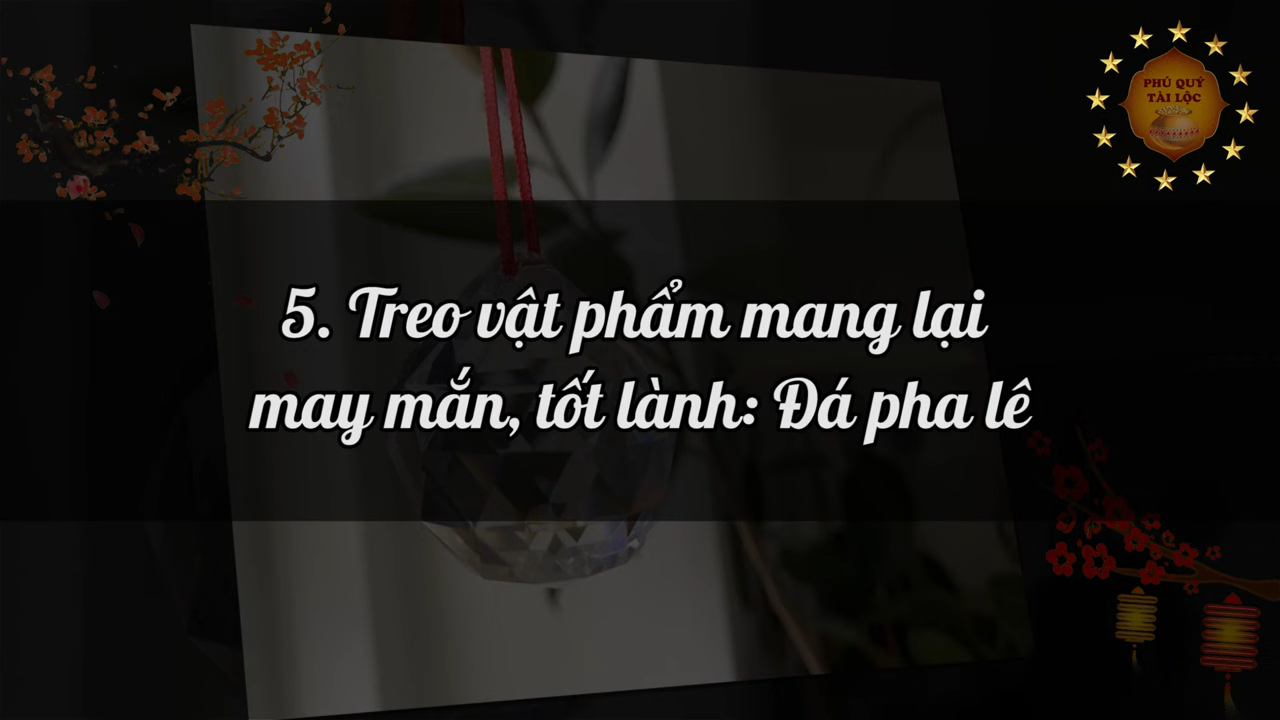 PHÚ QUÝ
TÀI LỘC
5. Treo vật phẩm mang lại
may mắn, tốt lành: Đá pha lê